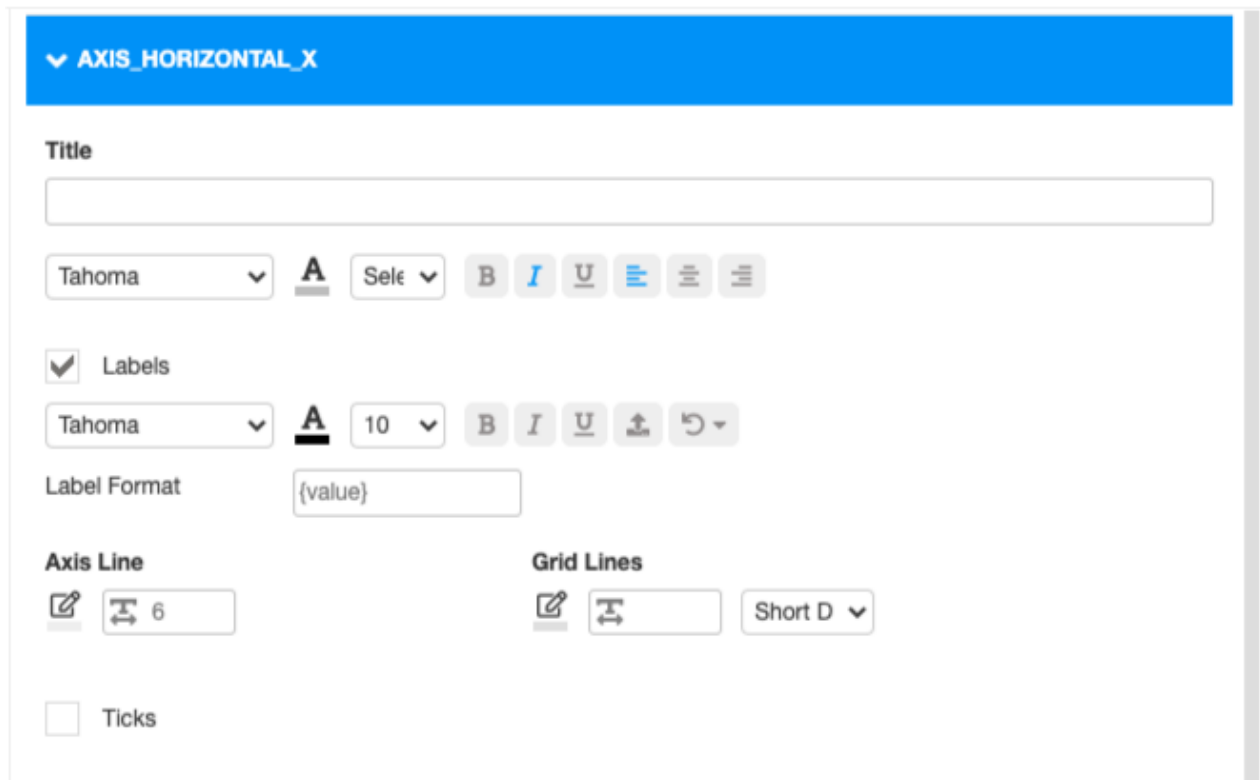 AXIS_HORIZONTAL_X
Title
Tahoma A Sele B I U
Labels
Tahoma A 10 B I U
Label Format {value}
Axis Line Grid Lines
6 Short D
Ticks